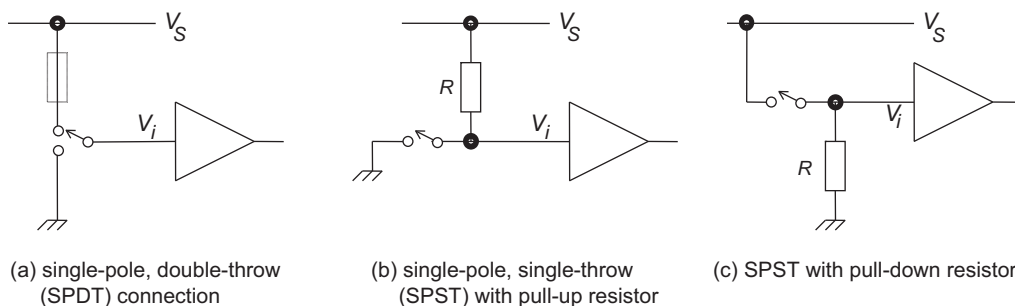 V_S
V_i
(a) single-pole, double-throw
(SPDT) connection
V_S
R
V_i
(b) single-pole, single-throw
(SPST) with pull-up resistor
V_S
V_i
R
(c) SPST with pull-down resistor